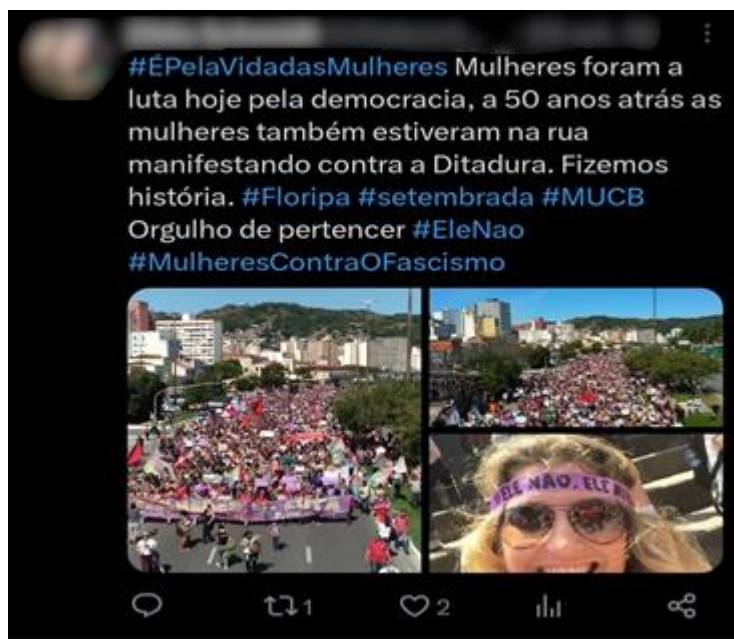 #ÉPelaVidadasMulheres Mulheres foram a
luta hoje pela democracia, a 50 anos atrás as
mulheres também estiveram na rua
manifestando contra a Ditadura. Fizemos
história. #Floripa #setembrada #MUCB
Orgulho de pertencer #EleNao
#MulheresContraOFascismo
ELE NÃO, ELE
1
2